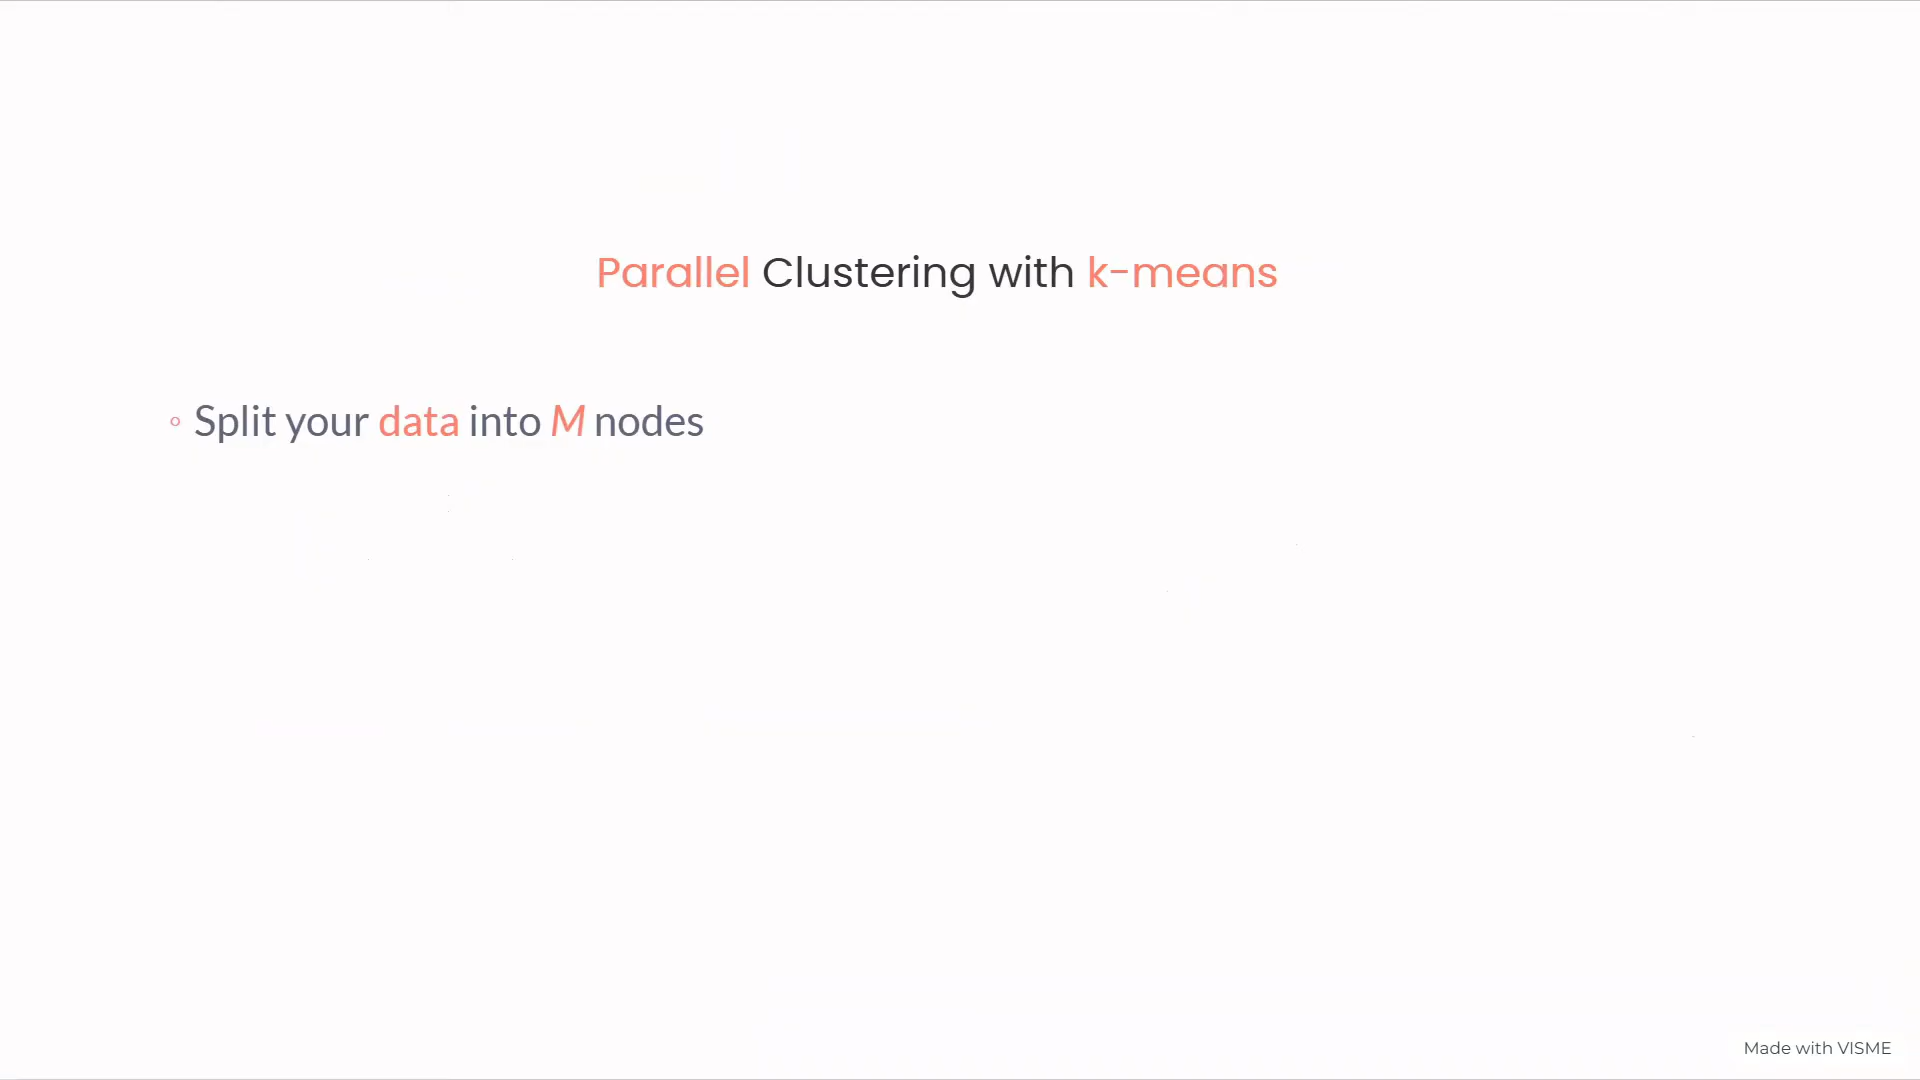 Parallel Clustering with k-means
◦ Split your data into M nodes
Made with VISME